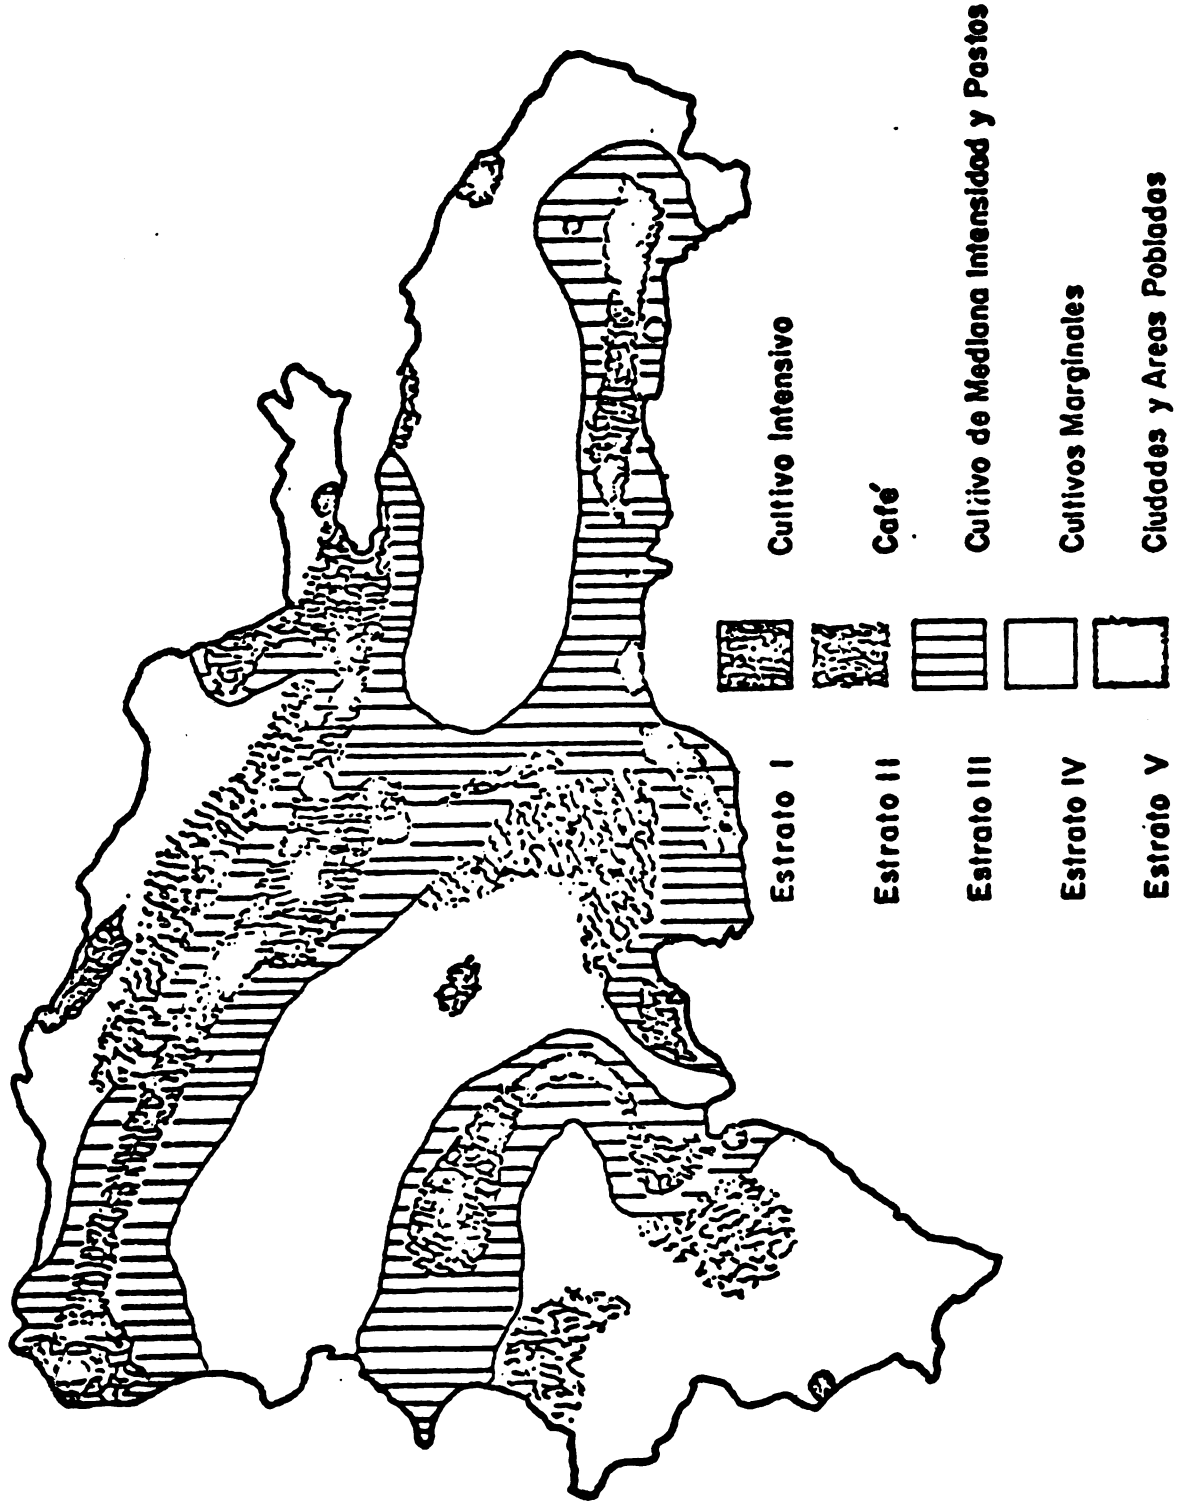 Estrato I Cultivo Intensivo
Estrato II Café
Estrato III Cultivo de Mediana Intensidad y Pastos
Estrato IV Cultivos Marginales
Estrato V Ciudades y Areas Pobladas